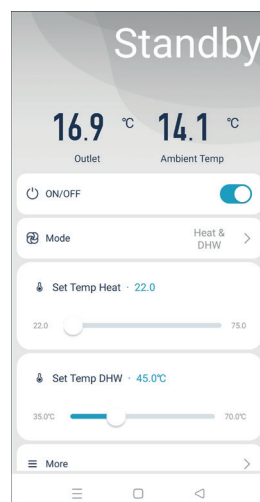 Standby
16.9 ℃ 14.1 ℃
Outlet Ambient Temp
ON/OFF
Mode Heat & DHW
Set Temp Heat · 22.0
22.0 75.0
Set Temp DHW · 45.0℃
35.0℃ 70.0℃
More